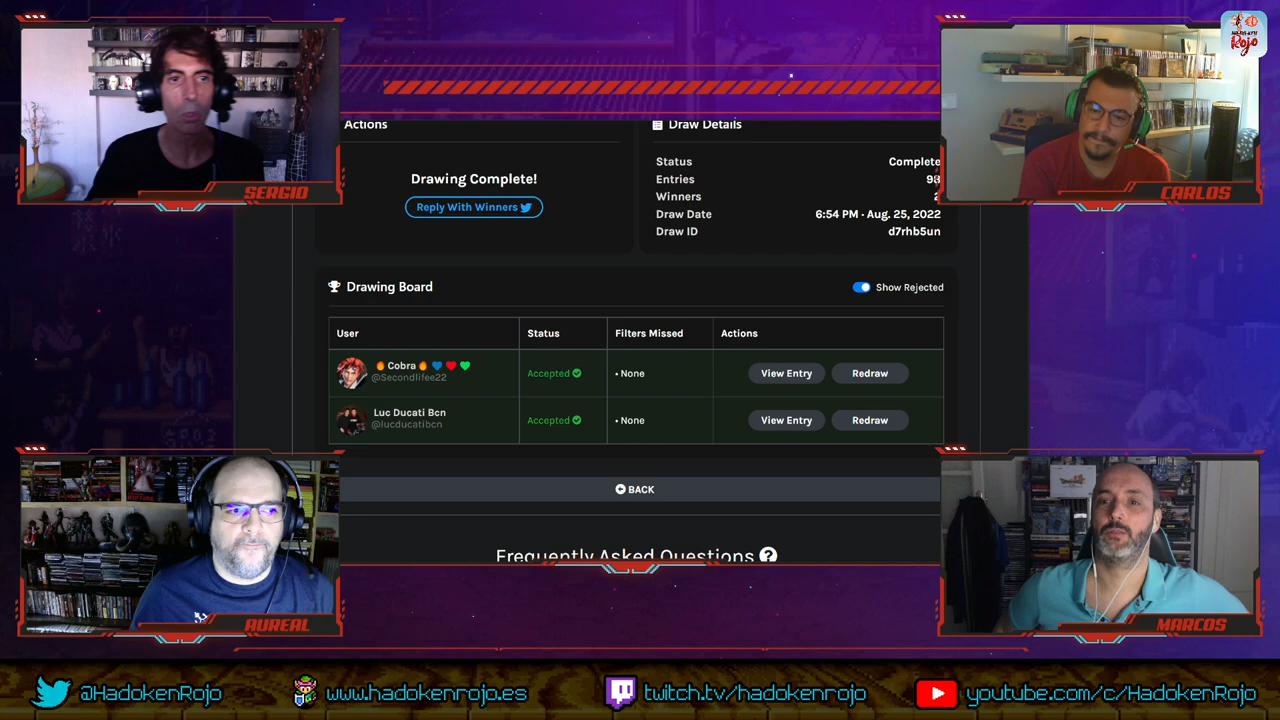 SERGIO
CARLOS
Rojo
Actions
Drawing Complete!
Reply With Winners
Draw Details
Status Complete
Entries 98
Winners 2
Draw Date 6:54 PM · Aug. 25, 2022
Draw ID d7rhb5un
Drawing Board
Show Rejected
User Status Filters Missed Actions
Cobra
@Secondlifee22
Accepted • None View Entry Redraw
Luc Ducati Bcn
@lucducatibcn
Accepted • None View Entry Redraw
BACK
Frequently Asked Questions ?
AUREAL
MARCOS
@HadokenRojo www.hadokenrojo.es twitch.tv/hadokenrojo youtube.com/c/HadokenRojo